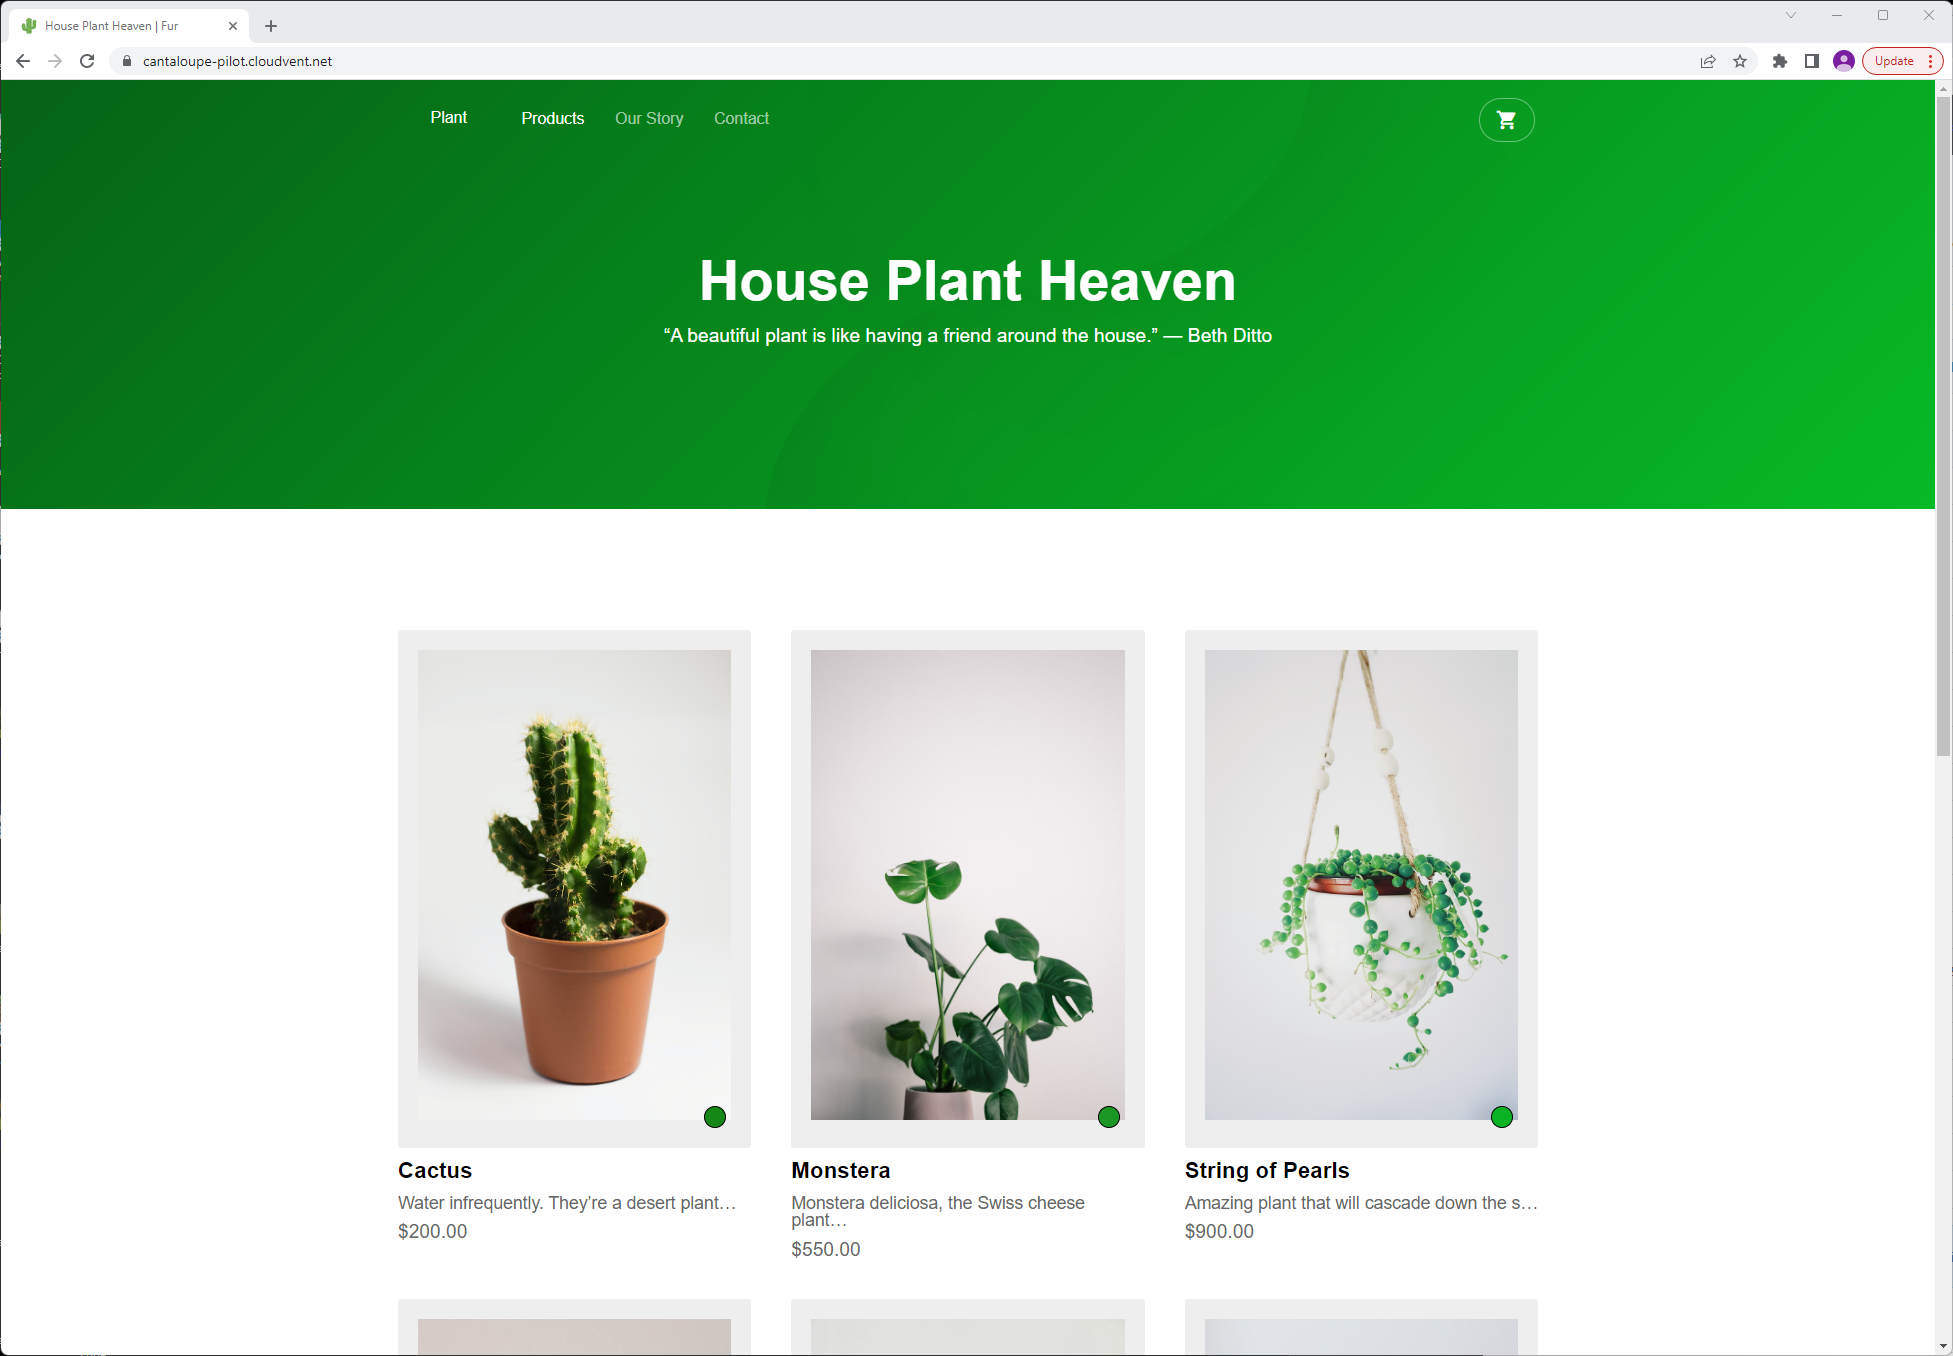 House Plant Heaven | Fur
cantaloupe-pilot.cloudvent.net
Update
Plant
Products
Our Story
Contact
House Plant Heaven
“A beautiful plant is like having a friend around the house.” — Beth Ditto
Cactus
Water infrequently. They’re a desert plant…
$200.00
Monstera
Monstera deliciosa, the Swiss cheese
plant…
$550.00
String of Pearls
Amazing plant that will cascade down the s…
$900.00